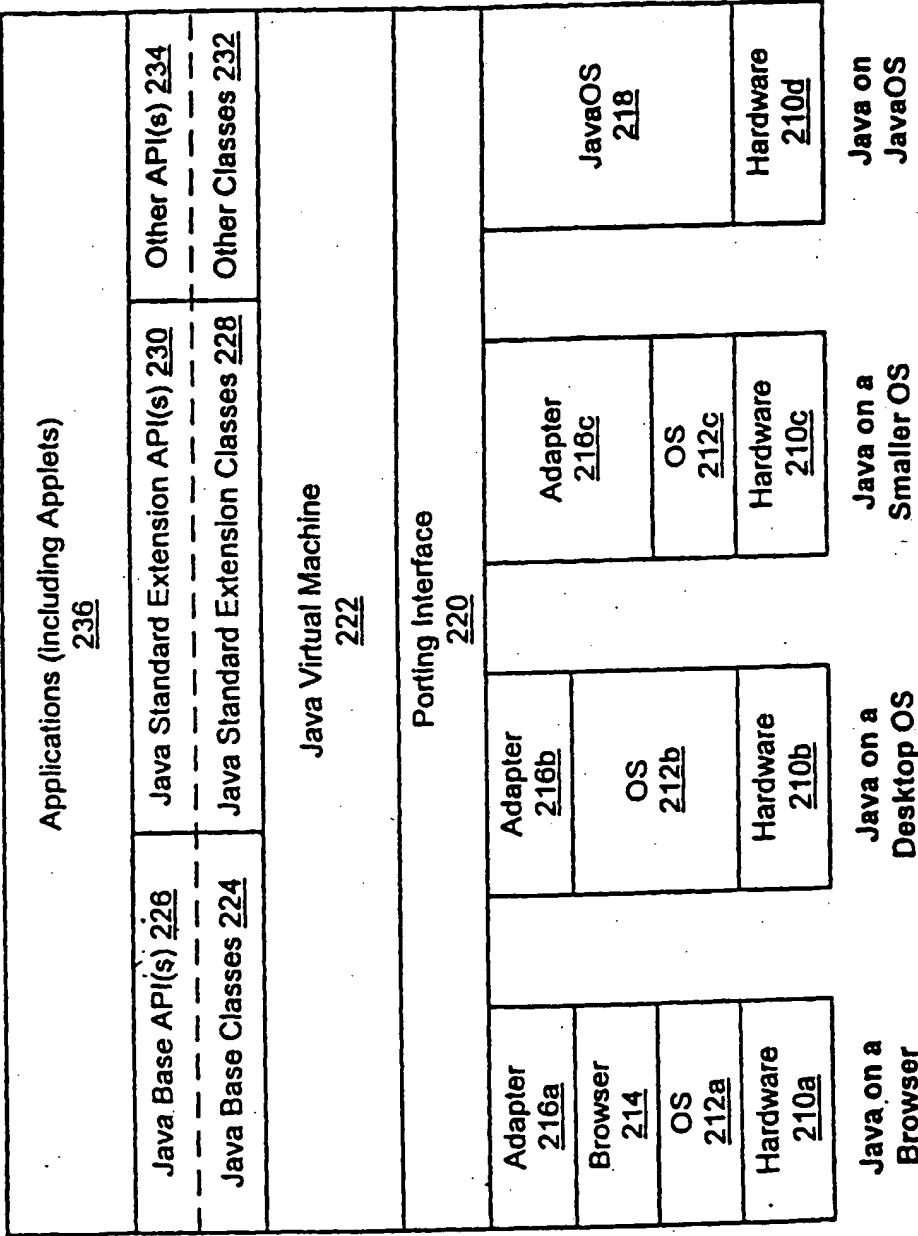 Applications (including Applets)
236
Java Base API(s) 226
Java Standard Extension API(s) 230
Other API(s) 234
Java Base Classes 224
Java Standard Extension Classes 228
Other Classes 232
Java Virtual Machine
222
Porting Interface
220
Adapter
216a
Browser
214
OS
212a
Hardware
210a
Java on a
Browser
Adapter
216b
OS
212b
Hardware
210b
Java on a
Desktop OS
Adapter
216c
OS
212c
Hardware
210c
Java on a
Smaller OS
JavaOS
218
Hardware
210d
Java on
JavaOS